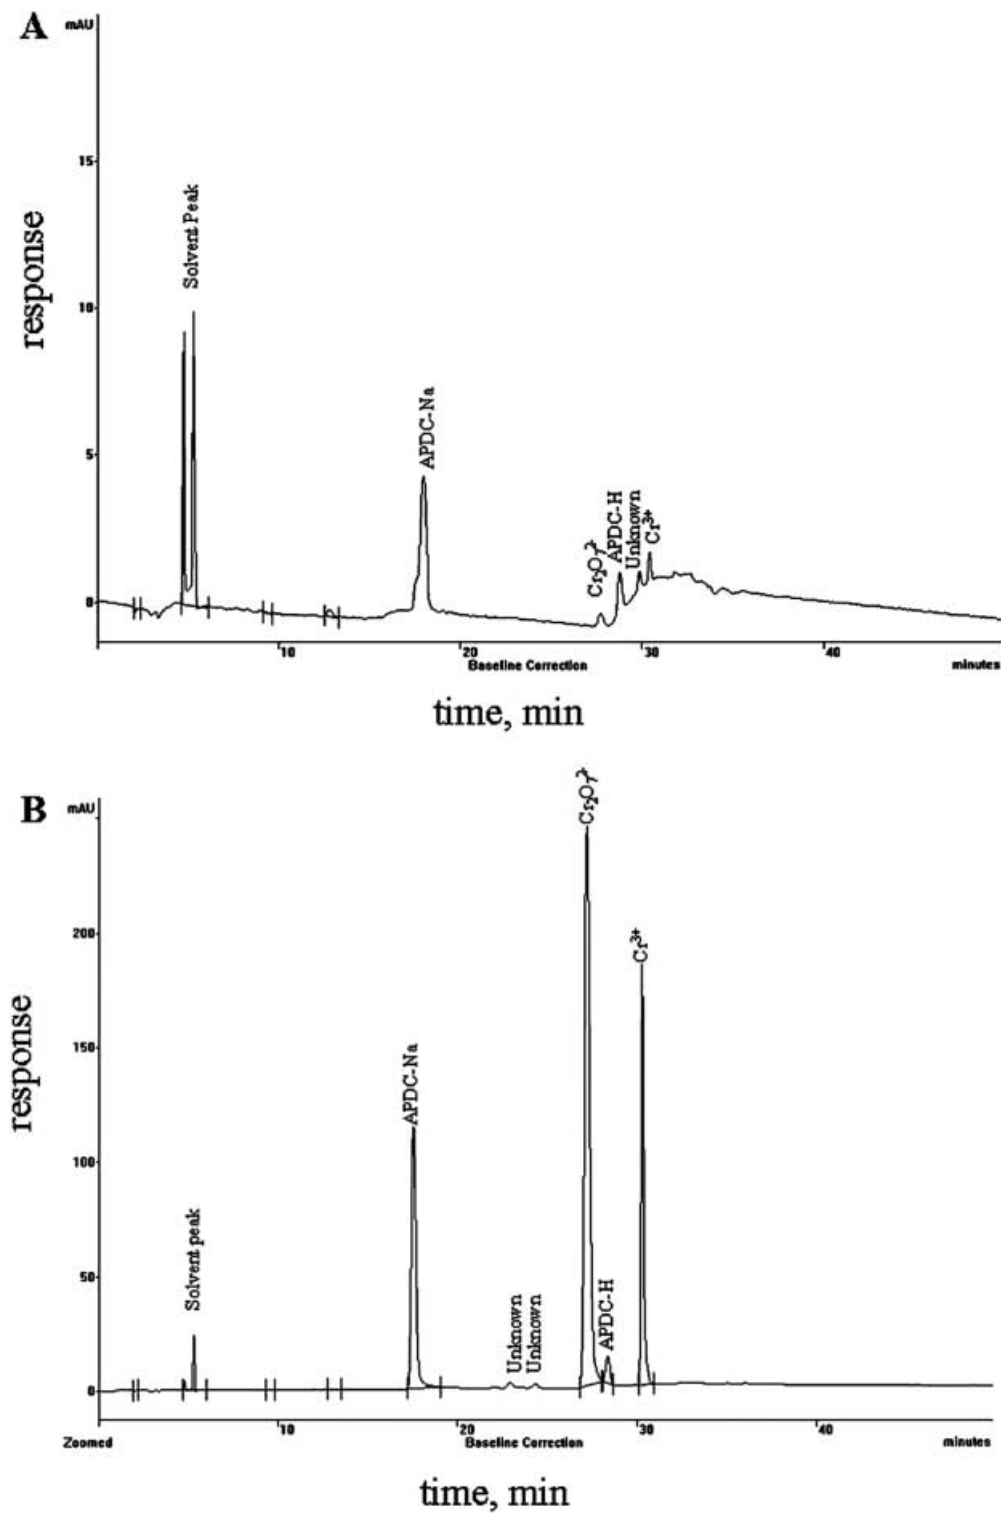 A
mAU
15
10
5
0
response
Solvent Peak
APDC-Na
Cr₂O₇²⁻
APDC-H
Unknown
Cr³⁺
10
20
30
40
Baseline Correction
minutes
time, min
B
mAU
200
150
100
50
0
response
Solvent peak
APDC-Na
Unknown
Unknown
Cr₂O₇²⁻
APDC-H
Cr³⁺
10
20
30
40
Zoomed
Baseline Correction
minutes
time, min